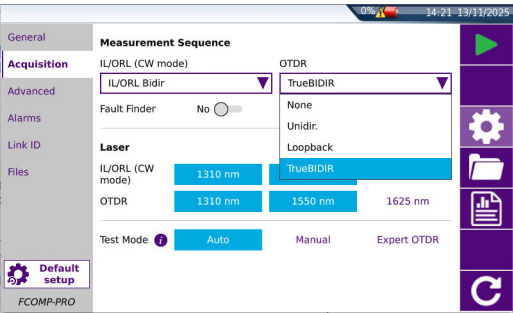 0% 14:21 13/11/2025
General
Acquisition
Advanced
Alarms
Link ID
Files
Default
setup
FCOMP-PRO
Measurement Sequence
IL/ORL (CW mode) OTDR
IL/ORL Bidir TrueBIDIR
Fault Finder No
None
Unidir.
Loopback
TrueBIDIR
Laser
IL/ORL (CW
mode) 1310 nm
OTDR 1310 nm 1550 nm 1625 nm
Test Mode i Auto Manual Expert OTDR